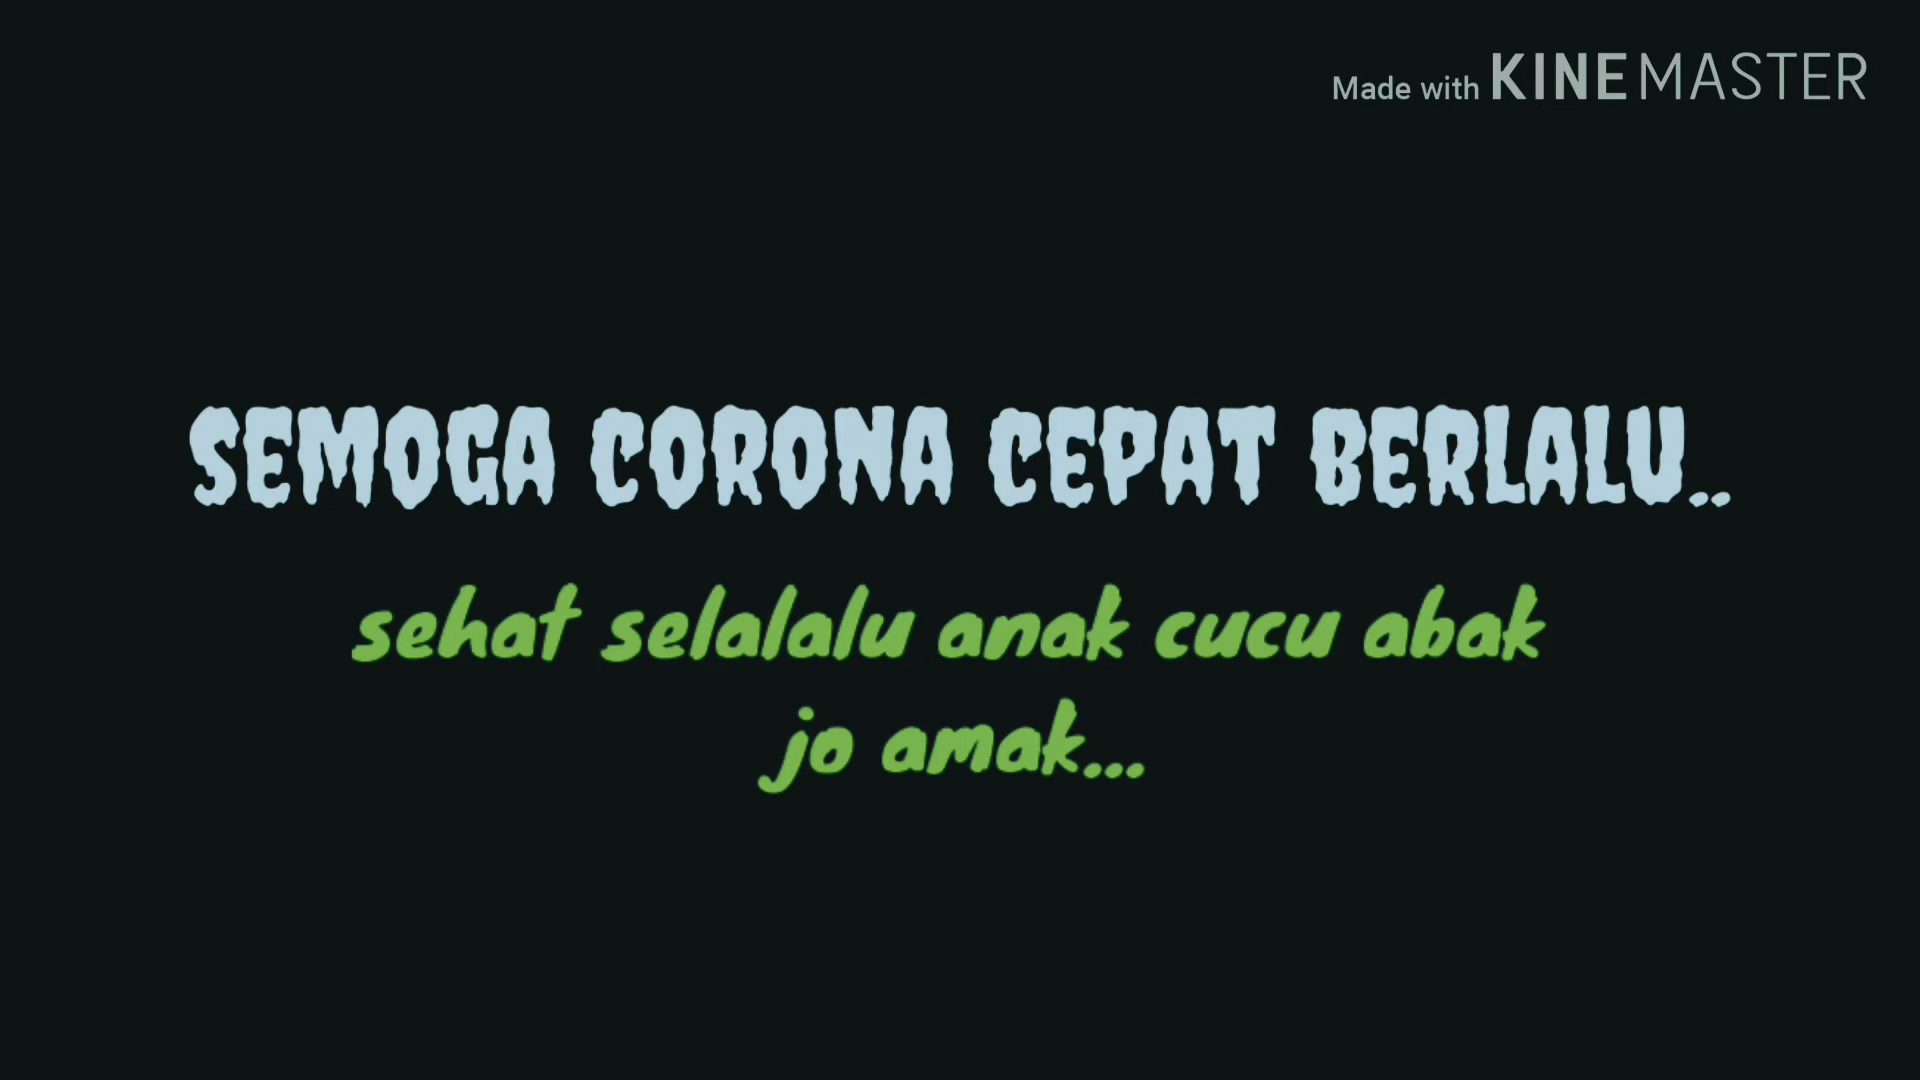 Made with KINEMASTER
SEMOGA CORONA CEPAT BERLALU..
sehat selalalu anak cucu abak
jo amak...